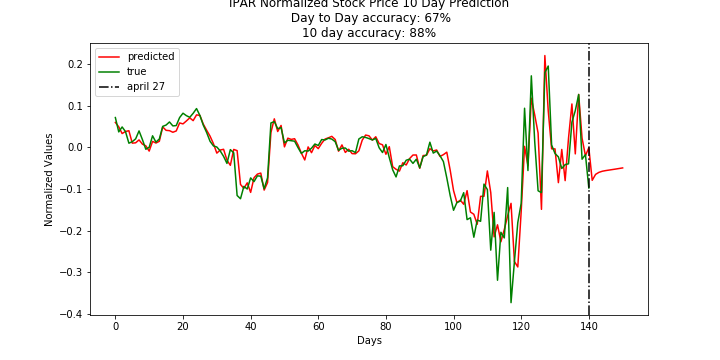 IPAR Normalized Stock Price 10 Day Prediction
Day to Day accuracy: 67%
10 day accuracy: 88%
predicted
true
april 27
Normalized Values
0.2
0.1
0.0
−0.1
−0.2
−0.3
−0.4
0 20 40 60 80 100 120 140
Days